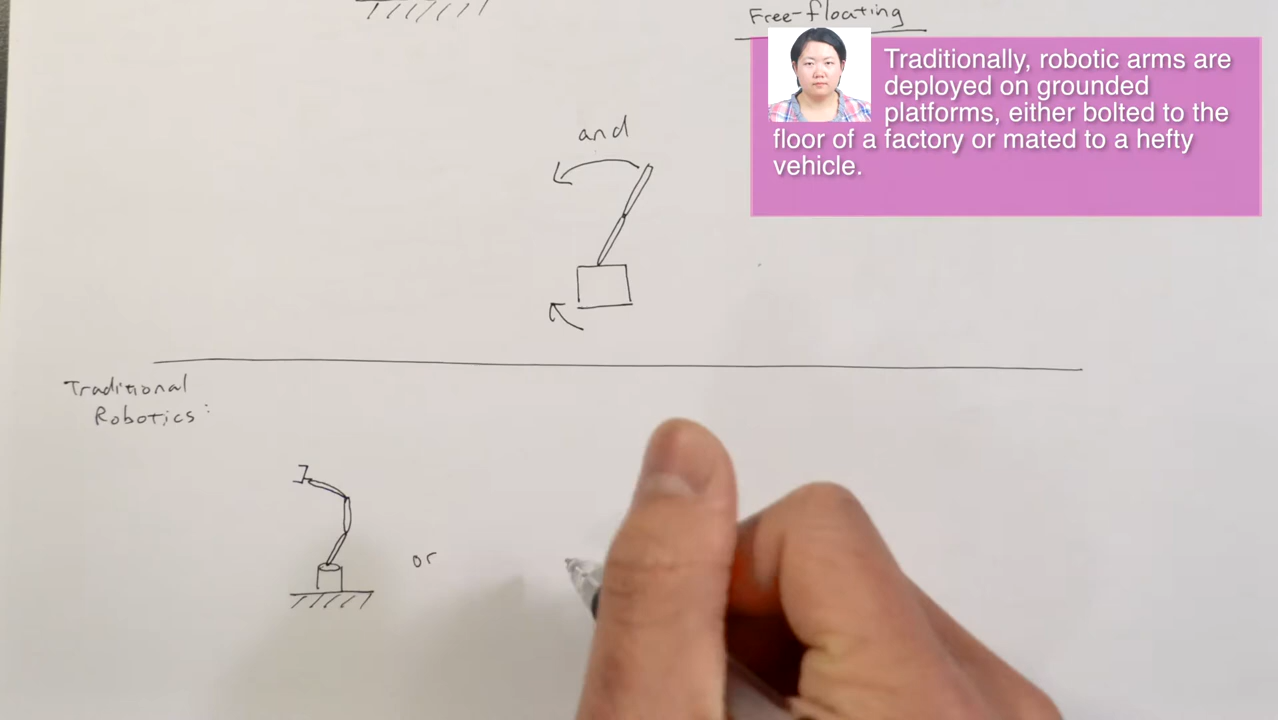 Free-floating
Traditionally, robotic arms are
deployed on grounded
platforms, either bolted to the
floor of a factory or mated to a hefty
vehicle.
and
Traditional
Robotics:
or